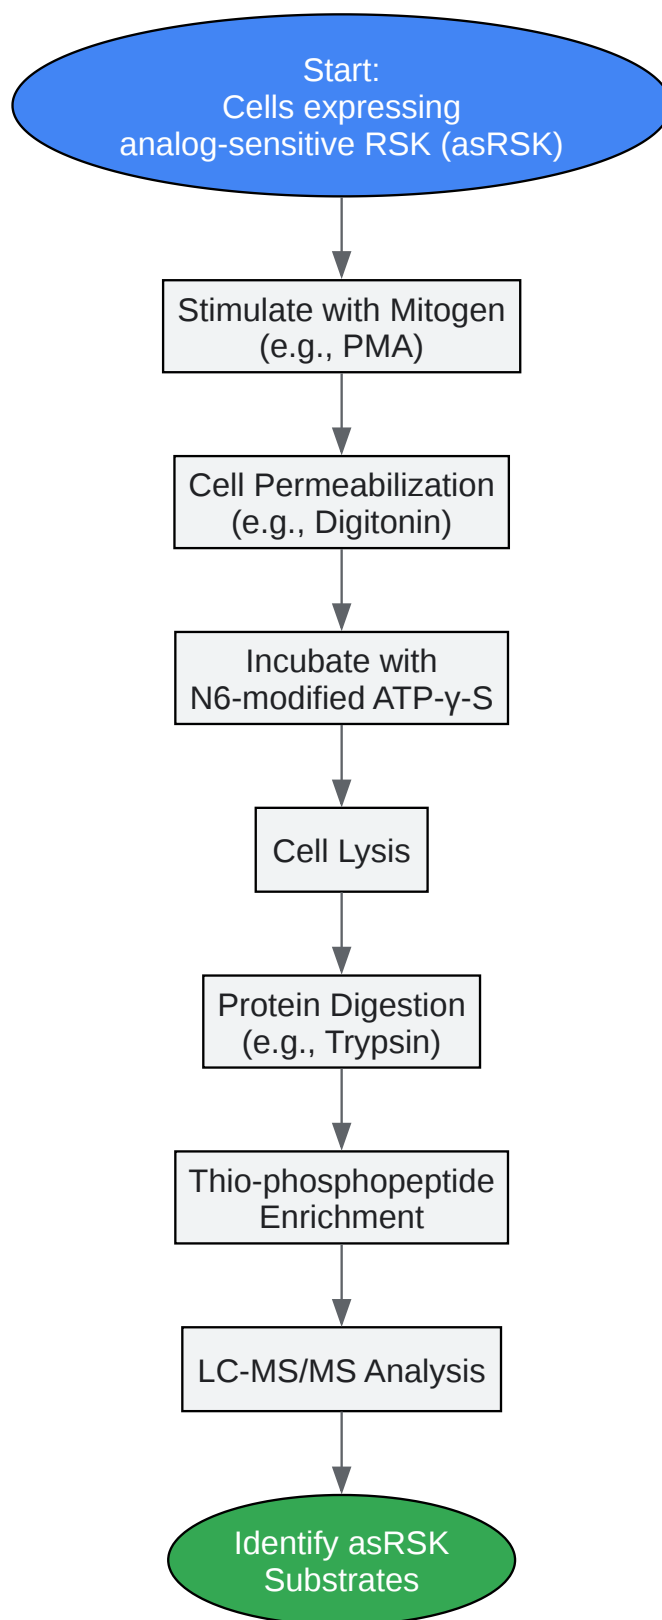 Start:
Cells expressing
analog-sensitive RSK (asRSK)
Stimulate with Mitogen
(e.g., PMA)
Cell Permeabilization
(e.g., Digitonin)
Incubate with
N6-modified ATP-γ-S
Cell Lysis
Protein Digestion
(e.g., Trypsin)
Thio-phosphopeptide
Enrichment
LC-MS/MS Analysis
Identify asRSK
Substrates